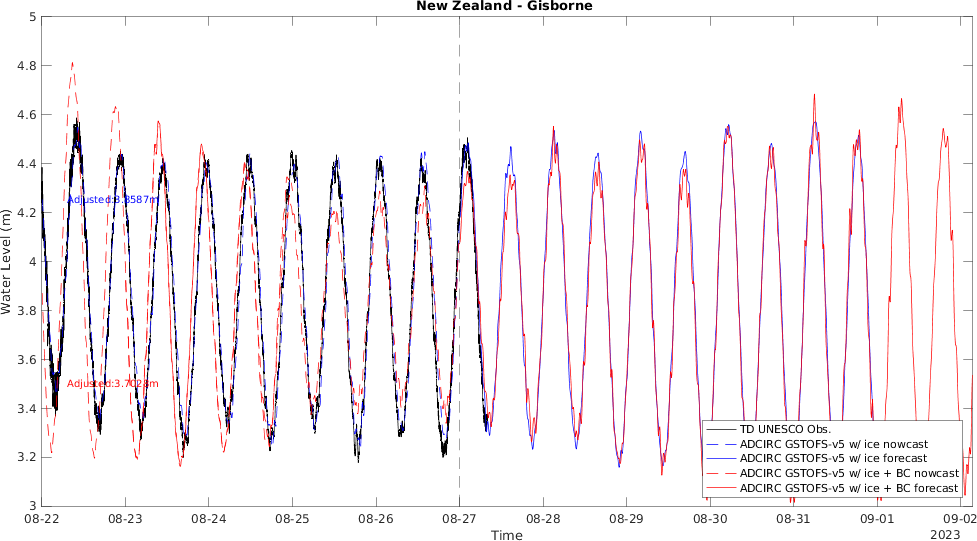 New Zealand - Gisborne
5
4.8
4.6
4.4
4.2
4
3.8
3.6
3.4
3.2
3
Water Level (m)
Adjusted:3.8587m
Adjusted:3.7028m
TD UNESCO Obs.
ADCIRC GSTOFS-v5 w/ ice nowcast
ADCIRC GSTOFS-v5 w/ ice forecast
ADCIRC GSTOFS-v5 w/ ice + BC nowcast
ADCIRC GSTOFS-v5 w/ ice + BC forecast
08-22 08-23 08-24 08-25 08-26 08-27 08-28 08-29 08-30 08-31 09-01 09-02
Time
2023